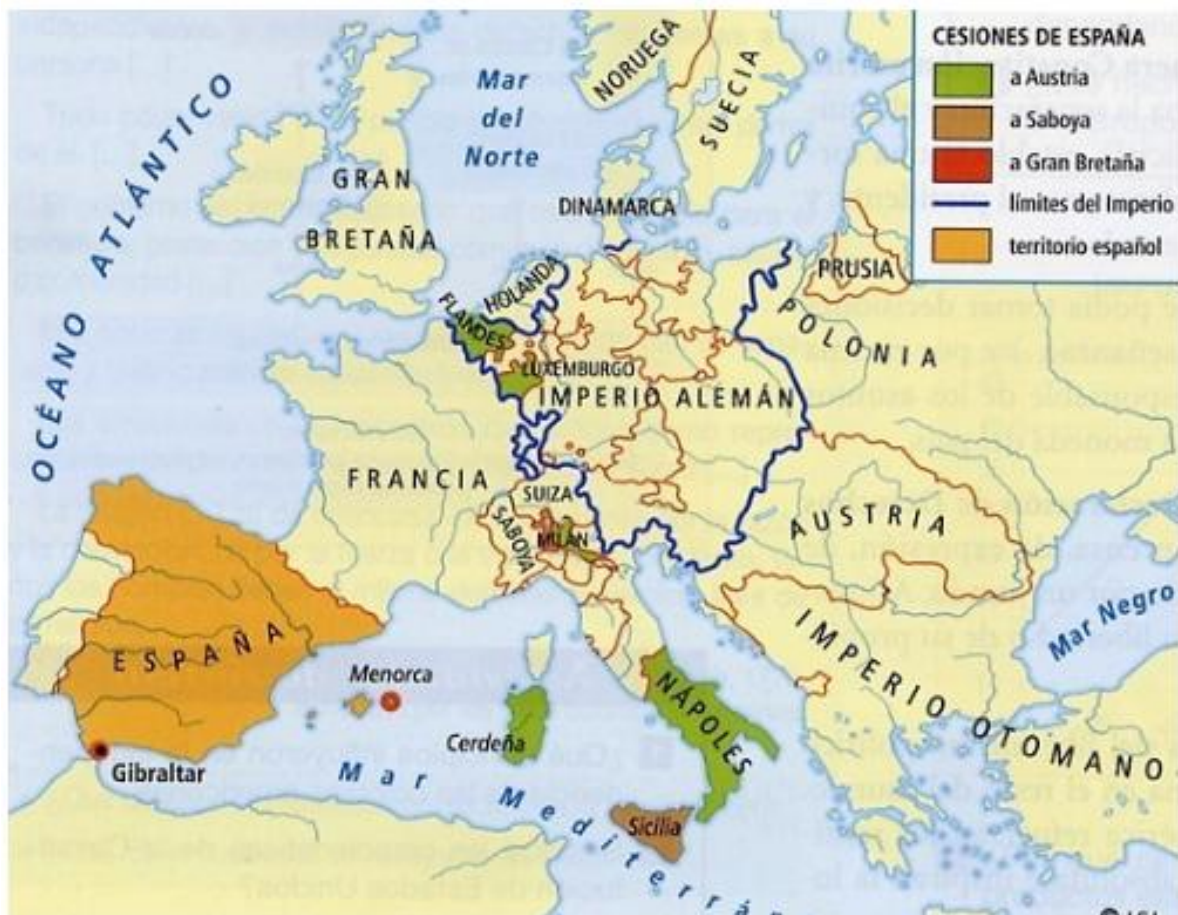 CESIONES DE ESPAÑA
a Austria
a Saboya
a Gran Bretaña
límites del Imperio
territorio español
OCÉANO ATLÁNTICO
Mar
del
Norte
NORUEGA
SUECIA
GRAN
BRETAÑA
DINAMARCA
PRUSIA
HOLANDA
FLANDES
POLONIA
LUXEMBURGO
IMPERIO ALEMÁN
FRANCIA
SUIZA
SABOYA
MILÁN
AUSTRIA
Mar Negro
IMPERIO OTOMANO
ESPAÑA
Menorca
Cerdeña
NÁPOLES
Gibraltar
Sicilia
Mar Mediterrán